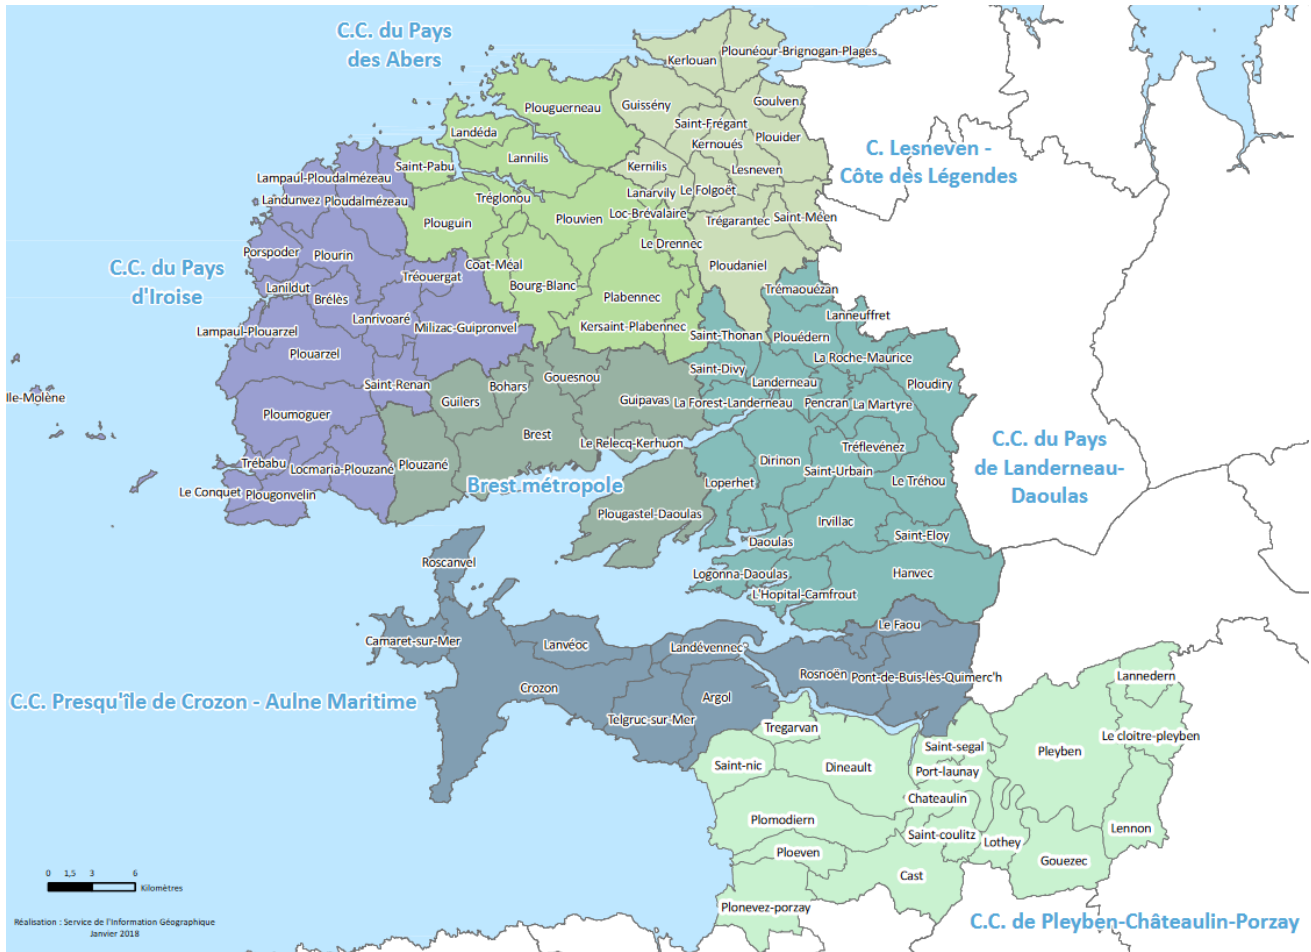 C.C. du Pays
des Abers
Kerlouan
Plounéour-Brignogan-Plages
Plouguerneau
Guissény
Goulven
Landéda
Saint-Frégant
Plouider
Kernoués
Lannilis
Saint-Pabu
Kernilis
Lesneven
C. Lesneven -
Côte des Légendes
Lampaul-Ploudalmézeau
Landunvez
Ploudalmézeau
Tréglonou
Lanarvily
Le Folgoët
Plouguin
Plouvien
Loc-Brévalaire
Trégarantec
Saint-Méen
Porspoder
Plourin
Le Drennec
C.C. du Pays
d'Iroise
Tréouergat
Coat-Méal
Ploudaniel
Lanildut
Brélès
Bourg-Blanc
Plabennec
Trémaouézan
Lanrivoaré
Milizac-Guipronvel
Kersaint-Plabennec
Lanneuffret
Lampaul-Plouarzel
Saint-Thonan
Plouédern
Plouarzel
La Roche-Maurice
Saint-Renan
Bohars
Gouesnou
Saint-Divy
Landerneau
Ploudiry
Ile-Molène
Guilers
Guipavas
La Forest-Landerneau
Pencran
La Martyre
Ploumoguer
Brest
Le Relecq-Kerhuon
Tréflevénez
C.C. du Pays
de Landerneau-
Daoulas
Trébabu
Locmaria-Plouzané
Plouzané
Dirinon
Saint-Urbain
Le Conquet
Plougonvelin
Brest métropole
Loperhet
Le Tréhou
Plougastel-Daoulas
Irvillac
Saint-Eloy
Daoulas
Roscanvel
Logonna-Daoulas
Hanvec
L'Hopital-Camfrout
Le Faou
Camaret-sur-Mer
Lanvéoc
Landévennec
Rosnoën
Pont-de-Buis-lès-Quimerc'h
Lannedern
C.C. Presqu'île de Crozon - Aulne Maritime
Crozon
Argol
Telgruc-sur-Mer
Tregarvan
Le cloitre-pleyben
Saint-segal
Pleyben
Saint-nic
Dineault
Port-launay
Chateaulin
Plomodiern
Saint-coulitz
Lothey
Lennon
Ploeven
Gouezec
Cast
0 1,5 3 6
Kilomètres
Plonevez-porzay
C.C. de Pleyben-Châteaulin-Porzay
Réalisation : Service de l'Information Géographique
Janvier 2018